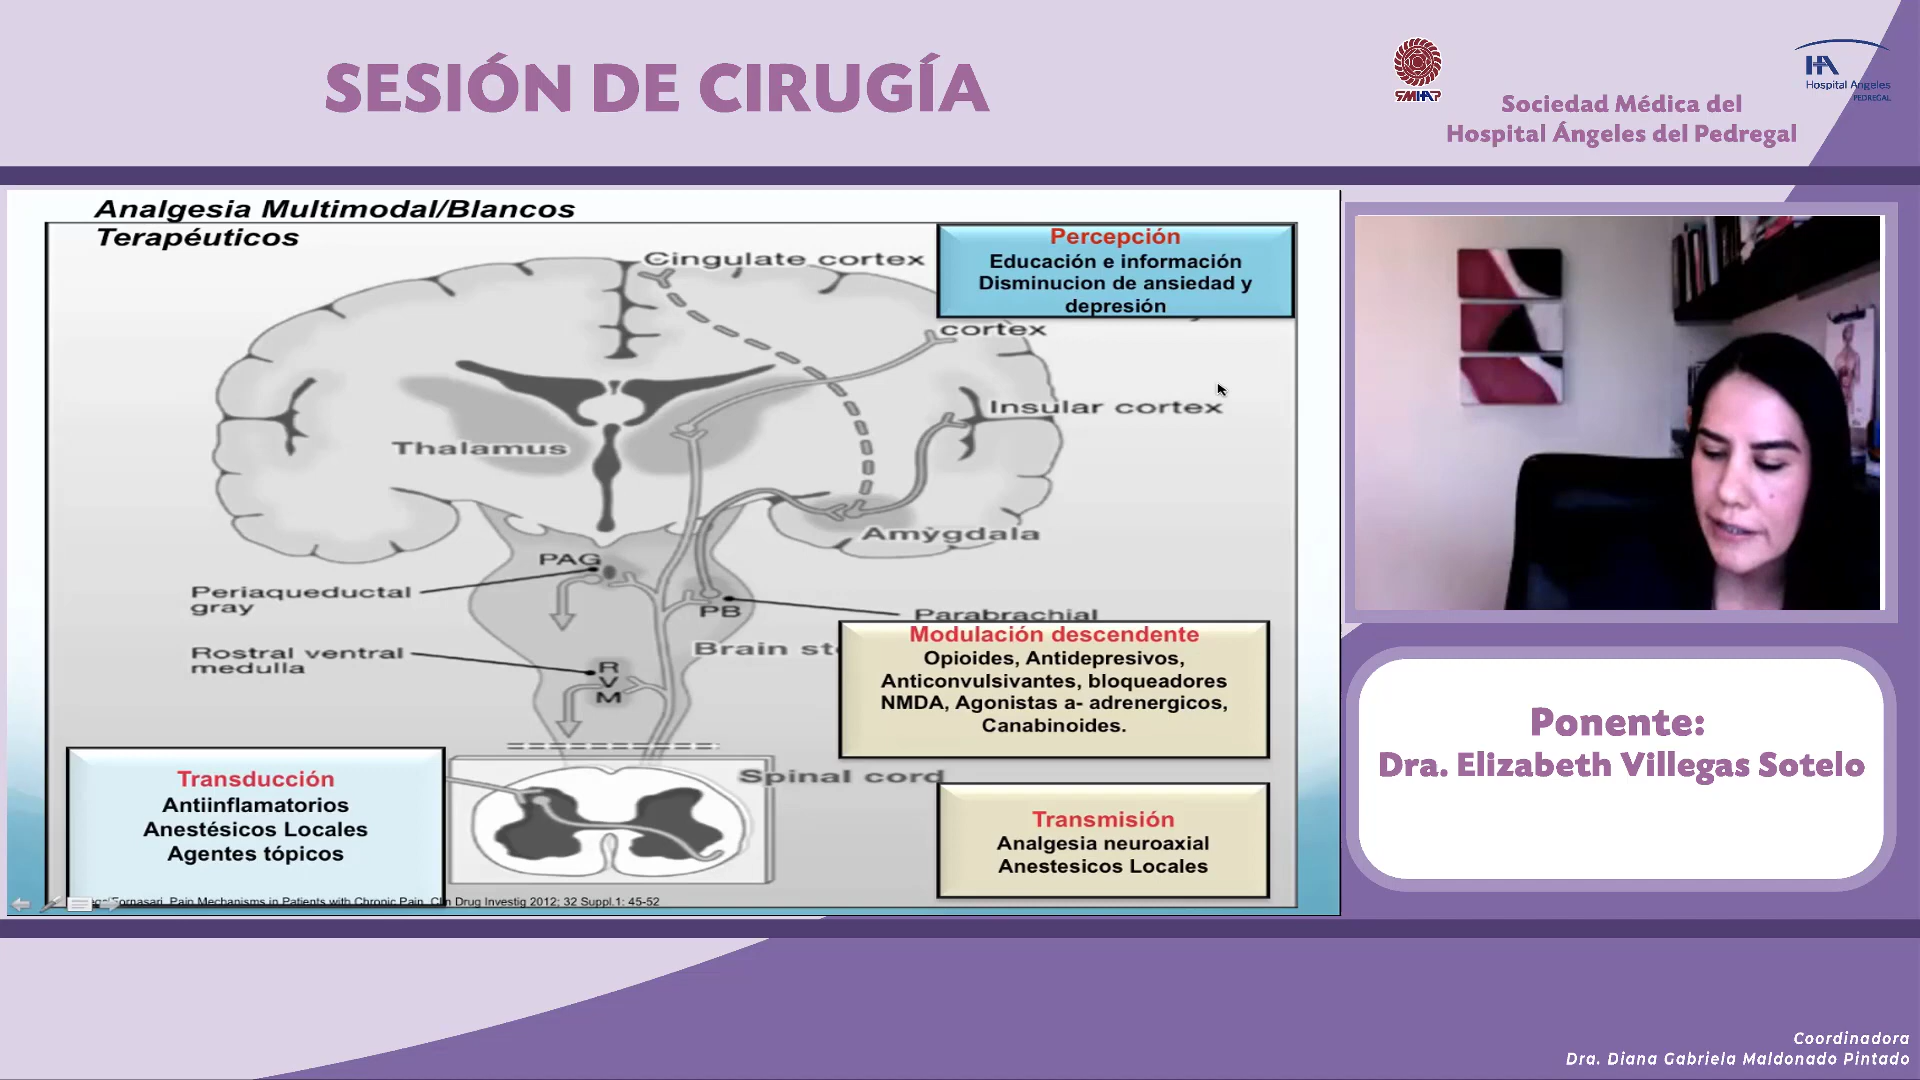 SESIÓN DE CIRUGÍA
SMHAP
Sociedad Médica del
Hospital Ángeles del Pedregal
HA
Hospital Angeles
PEDREGAL
Analgesia Multimodal/Blancos
Terapéuticos
Cingulate cortex
Percepción
Educación e información
Disminucion de ansiedad y
depresión
cortex
Insular cortex
Thalamus
Amygdala
PAG
Periaqueductal
gray
PB
Parabrachial
Rostral ventral
medulla
R
V
M
Brain st
Modulación descendente
Opioides, Antidepresivos,
Anticonvulsivantes, bloqueadores
NMDA, Agonistas a- adrenergicos,
Canabinoides.
Spinal cord
Transducción
Antiinflamatorios
Anestésicos Locales
Agentes tópicos
Transmisión
Analgesia neuroaxial
Anestesicos Locales
Fornasari. Pain Mechanisms in Patients with Chronic Pain. Clin Drug Investig 2012; 32 Suppl.1: 45-52
Ponente:
Dra. Elizabeth Villegas Sotelo
Coordinadora
Dra. Diana Gabriela Maldonado Pintado